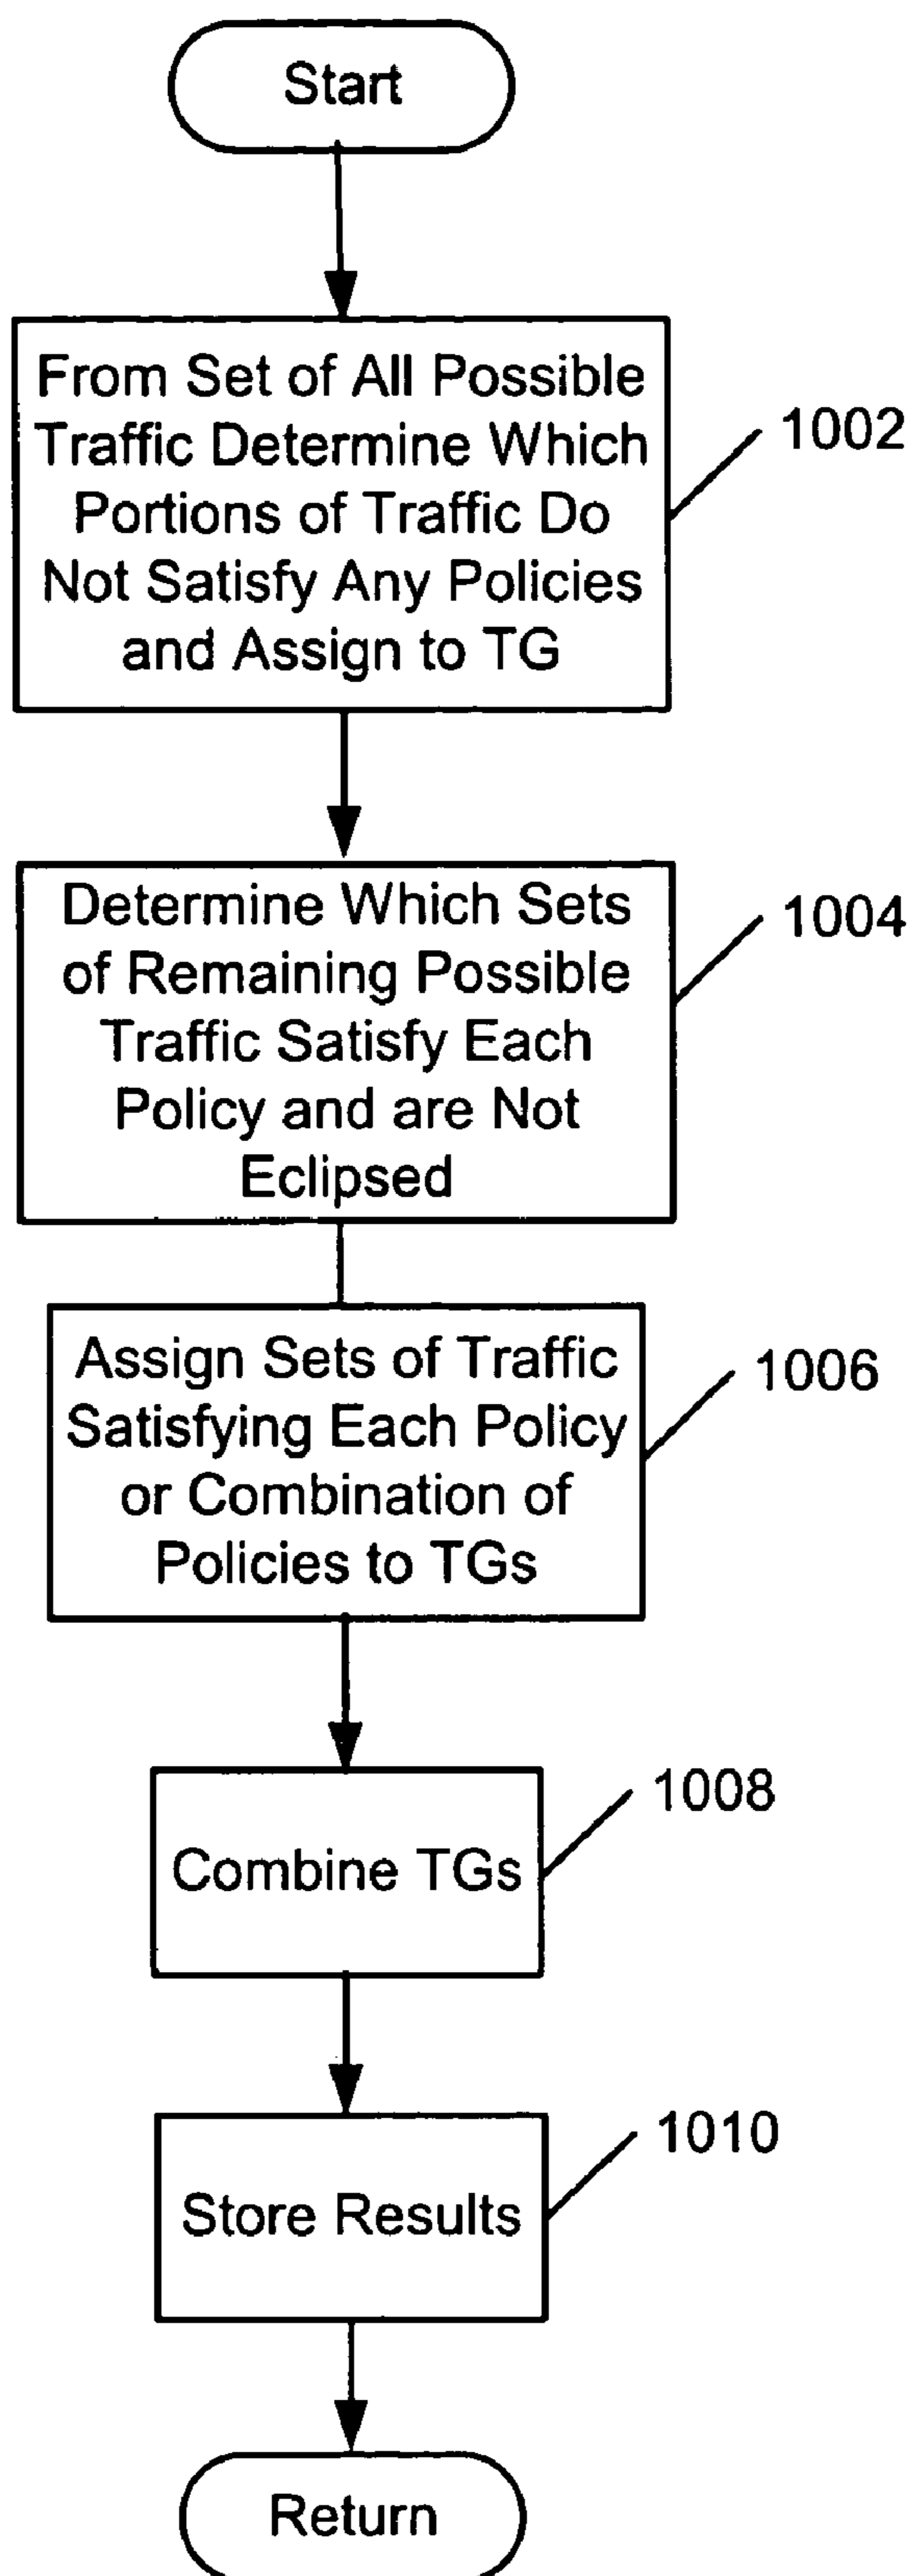 Start
From Set of All Possible
Traffic Determine Which
Portions of Traffic Do
Not Satisfy Any Policies
and Assign to TG
1002
Determine Which Sets
of Remaining Possible
Traffic Satisfy Each
Policy and are Not
Eclipsed
1004
Assign Sets of Traffic
Satisfying Each Policy
or Combination of
Policies to TGs
1006
Combine TGs
1008
Store Results
1010
Return